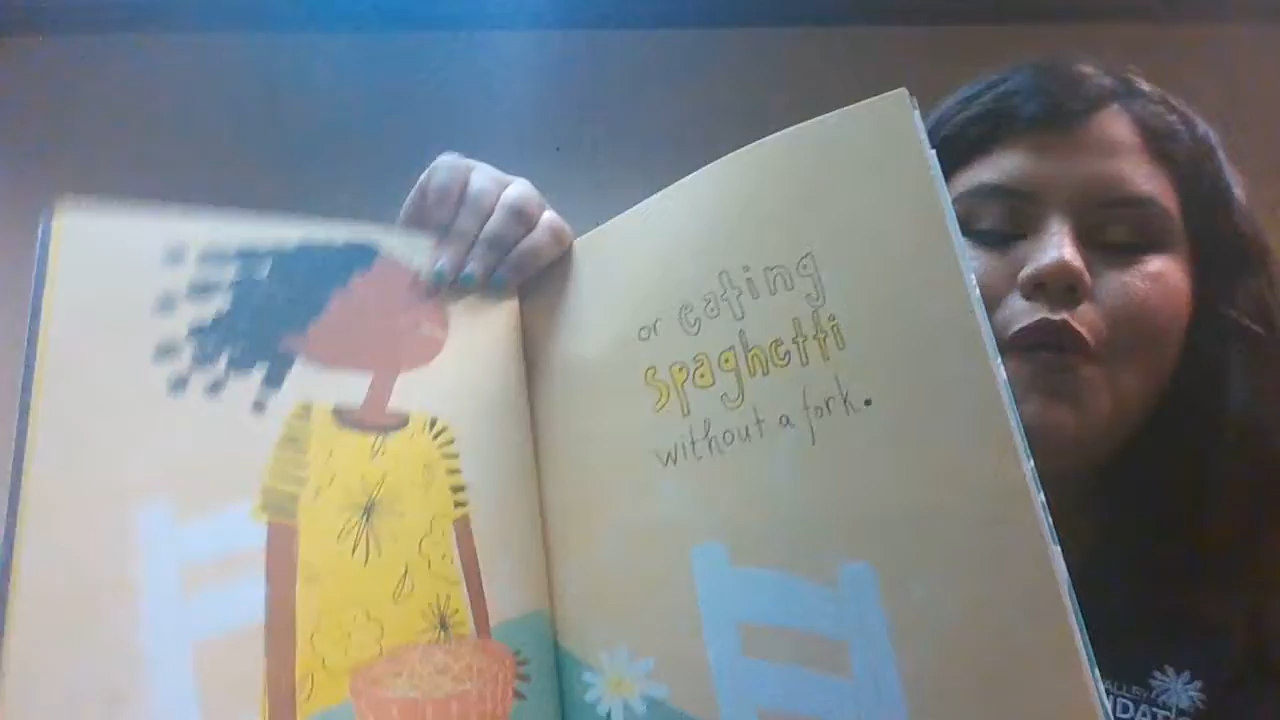 or eating
spaghetti
without a fork.